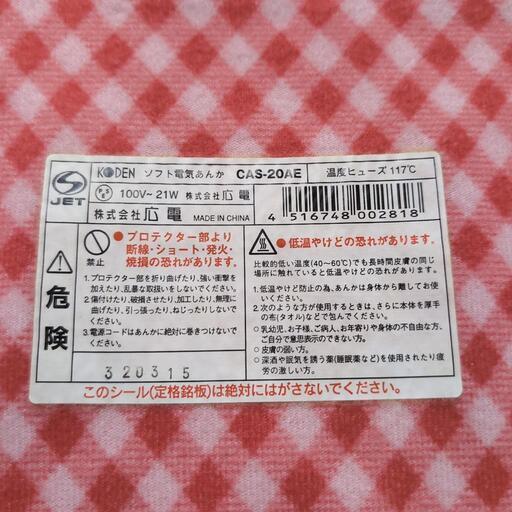 S
JET
KODEN ソフト電気あんか CAS-20AE
温度ヒューズ 117℃
PSE 100V~ 21W 株式会社広電
株式会社広電 MADE IN CHINA
4 516748 002818
危険
● プロテクター部より
断線・ショート・発火・
焼損の恐れがあります。
1.プロテクター部を折り曲げたり、強い衝撃を
加えたり、乱暴な取扱いをしないでください。
2.傷付けたり、破損させたり、加工したり、無理に
曲げたり、引っ張ったり、ねじったりしないで
ください。
3.電源コードはあんかに絶対に巻きつけないでく
ださい。
320315
● 低温やけどの恐れがあります。
比較的低い温度(40~60℃)でも長時間皮膚の同じ
場所に触れていると低温やけどの恐れがあります。
1.低温やけど防止の為、あんかは身体から離してお使
いください。
2.次のような方が使用するときは、さらに本体を厚手
の布(タオル)などで包んでください。
○乳幼児、お子様、ご病人、お年寄りや身体の不自由な方、
ご自分で意思表示のできない方。
○皮膚の弱い方。
○深酒や眠気を誘う薬(睡眠薬など)を使用されたり疲
労の激しい方。
このシール(定格銘板)は絶対にはがさないでください。